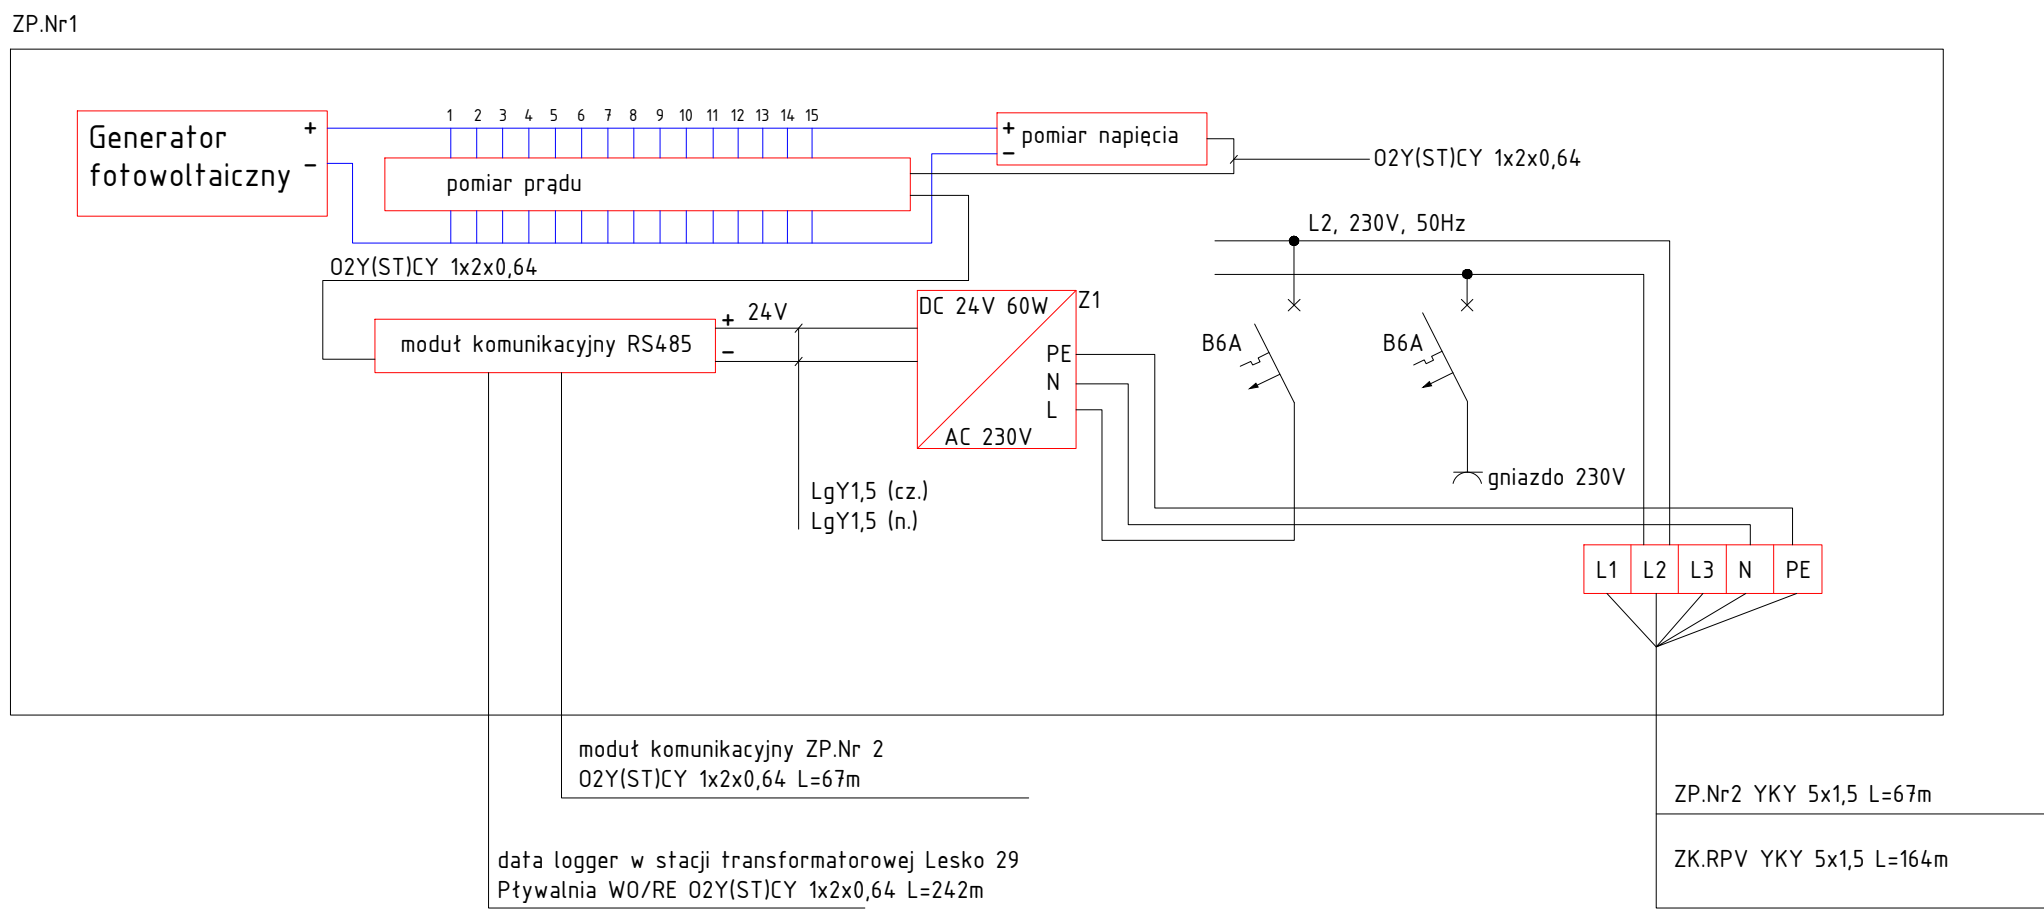 ZP.Nr1
Generator
fotowoltaiczny
+
−
1 2 3 4 5 6 7 8 9 10 11 12 13 14 15
pomiar prądu
+
−
pomiar napięcia
O2Y(ST)CY 1x2x0,64
L2, 230V, 50Hz
O2Y(ST)CY 1x2x0,64
moduł komunikacyjny RS485
+
−
24V
DC 24V 60W
Z1
PE
N
L
AC 230V
B6A
B6A
gniazdo 230V
LgY1,5 (cz.)
LgY1,5 (n.)
L1 L2 L3 N PE
moduł komunikacyjny ZP.Nr 2
O2Y(ST)CY 1x2x0,64 L=67m
data logger w stacji transformatorowej Lesko 29
Pływalnia WO/RE O2Y(ST)CY 1x2x0,64 L=242m
ZP.Nr2 YKY 5x1,5 L=67m
ZK.RPV YKY 5x1,5 L=164m